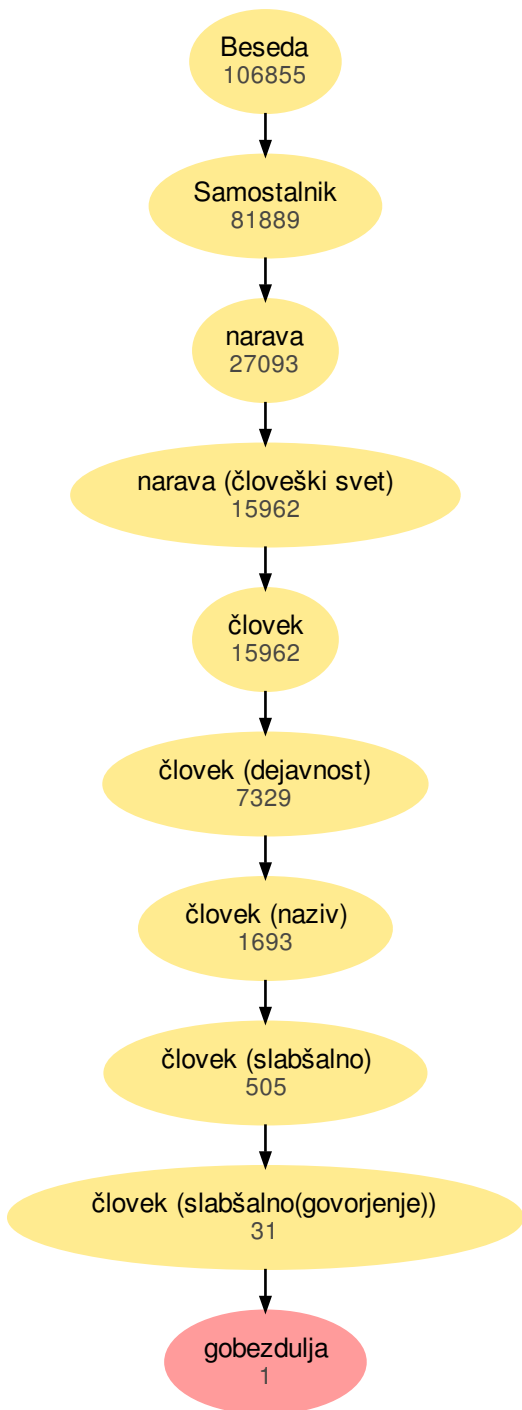 Beseda
106855
Samostalnik
81889
narava
27093
narava (človeški svet)
15962
človek
15962
človek (dejavnost)
7329
človek (naziv)
1693
človek (slabšalno)
505
človek (slabšalno(govorjenje))
31
gobezdulja
1